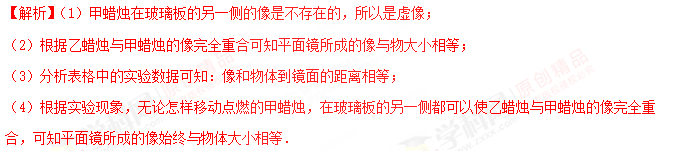 【解析】（1）甲蜡烛在玻璃板的另一侧的像是不存在的，所以是虚像；
（2）根据乙蜡烛与甲蜡烛的像完全重合可知平面镜所成的像与物大小相等；
（3）分析表格中的实验数据可知：像和物体到镜面的距离相等；
（4）根据实验现象，无论怎样移动点燃的甲蜡烛，在玻璃板的另一侧都可以使乙蜡烛与甲蜡烛的像完全重
合，可知平面镜所成的像始终与物体大小相等．